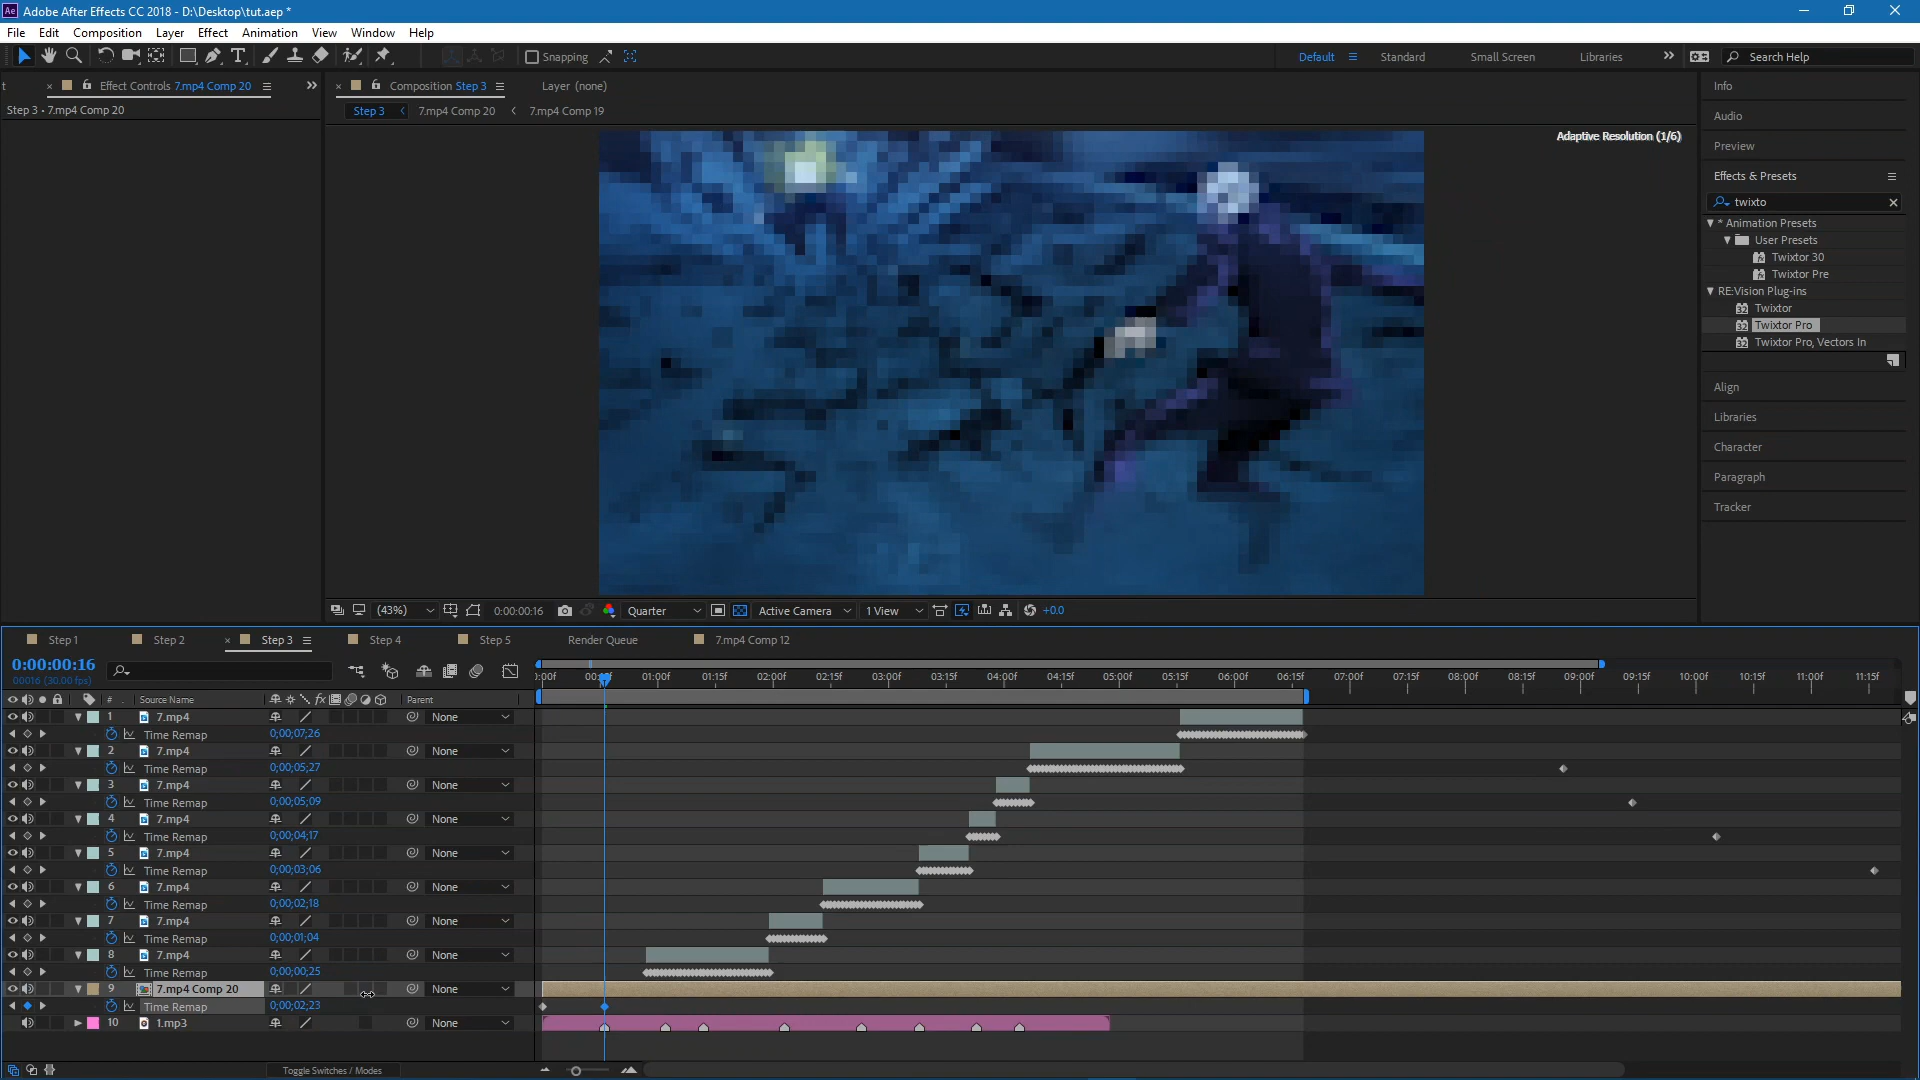 Ae Adobe After Effects CC 2018 - D:\Desktop\tut.aep *
File Edit Composition Layer Effect Animation View Window Help
Snapping
Default Standard Small Screen Libraries Search Help
t Effect Controls 7.mp4 Comp 20
Step 3 • 7.mp4 Comp 20
Composition Step 3 Layer (none)
Step 3 7.mp4 Comp 20 7.mp4 Comp 19
Adaptive Resolution (1/6)
Info
Audio
Preview
Effects & Presets
twixto
* Animation Presets
User Presets
Twixtor 30
Twixtor Pre
RE:Vision Plug-ins
32 Twixtor
32 Twixtor Pro
32 Twixtor Pro, Vectors In
Align
Libraries
Character
Paragraph
Tracker
(43%) 0:00:00:16 Quarter Active Camera 1 View +0.0
Step 1 Step 2 Step 3 Step 4 Step 5 Render Queue 7.mp4 Comp 12
0:00:00:16
00016 (30.00 fps)
:00f 01:00f 01:15f 02:00f 02:15f 03:00f 03:15f 04:00f 04:15f 05:00f 05:15f 06:00f 06:15f 07:00f 07:15f 08:00f 08:15f 09:00f 09:15f 10:00f 10:15f 11:00f 11:15f
# Source Name fx Parent
1 7.mp4 None
Time Remap 0;00;07;26
2 7.mp4 None
Time Remap 0;00;05;27
3 7.mp4 None
Time Remap 0;00;05;09
4 7.mp4 None
Time Remap 0;00;04;17
5 7.mp4 None
Time Remap 0;00;03;06
6 7.mp4 None
Time Remap 0;00;02;18
7 7.mp4 None
Time Remap 0;00;01;04
8 7.mp4 None
Time Remap 0;00;00;25
9 7.mp4 Comp 20 None
Time Remap 0;00;02;23
10 1.mp3 None
Toggle Switches / Modes